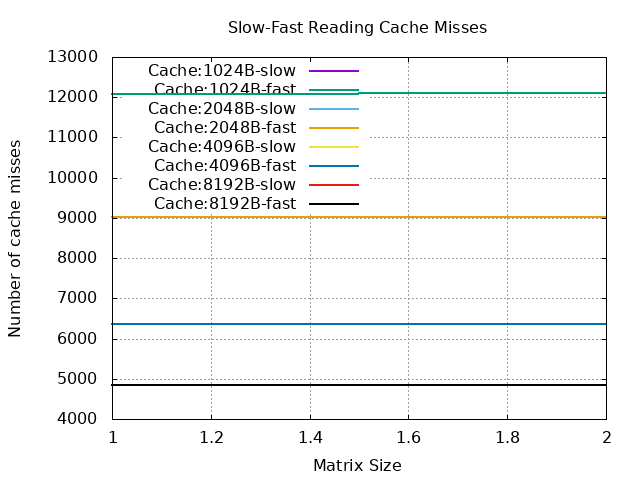 Slow-Fast Reading Cache Misses
Number of cache misses
13000
12000
11000
10000
9000
8000
7000
6000
5000
4000
Cache:1024B-slow
Cache:1024B-fast
Cache:2048B-slow
Cache:2048B-fast
Cache:4096B-slow
Cache:4096B-fast
Cache:8192B-slow
Cache:8192B-fast
1 1.2 1.4 1.6 1.8 2
Matrix Size